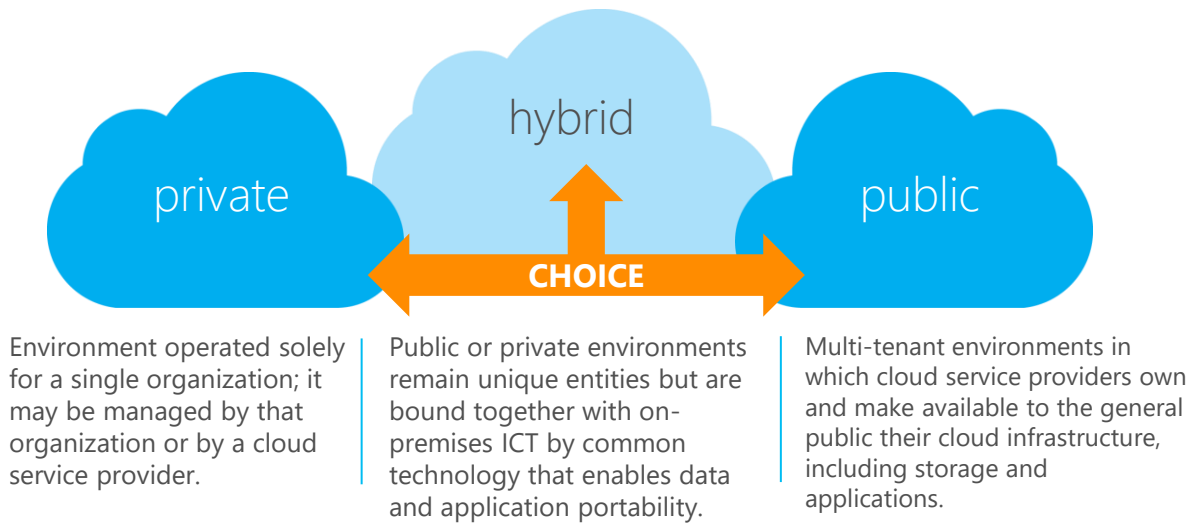 hybrid
private
public
CHOICE
Environment operated solely
for a single organization; it
may be managed by that
organization or by a cloud
service provider.
Public or private environments
remain unique entities but are
bound together with on-
premises ICT by common
technology that enables data
and application portability.
Multi-tenant environments in
which cloud service providers own
and make available to the general
public their cloud infrastructure,
including storage and
applications.